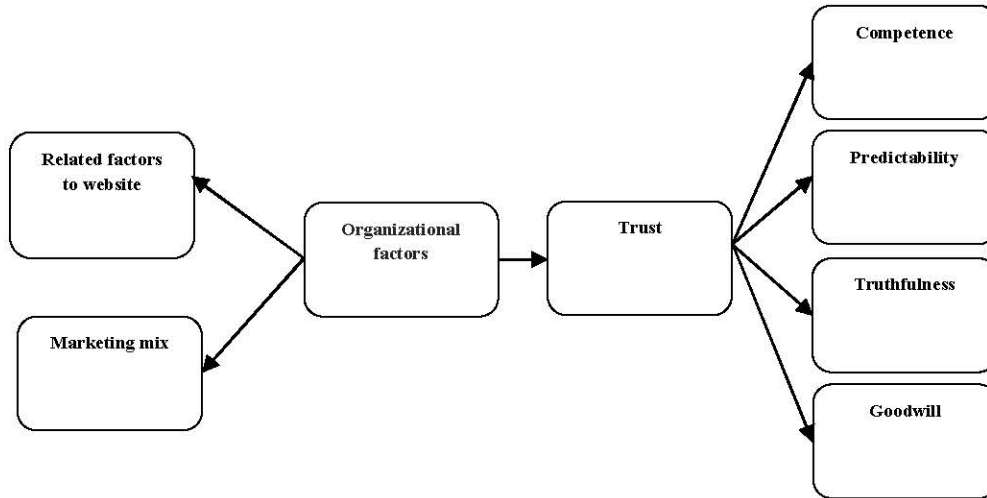 Competence
Related factors
to website
Predictability
Organizational
factors
Trust
Truthfulness
Marketing mix
Goodwill